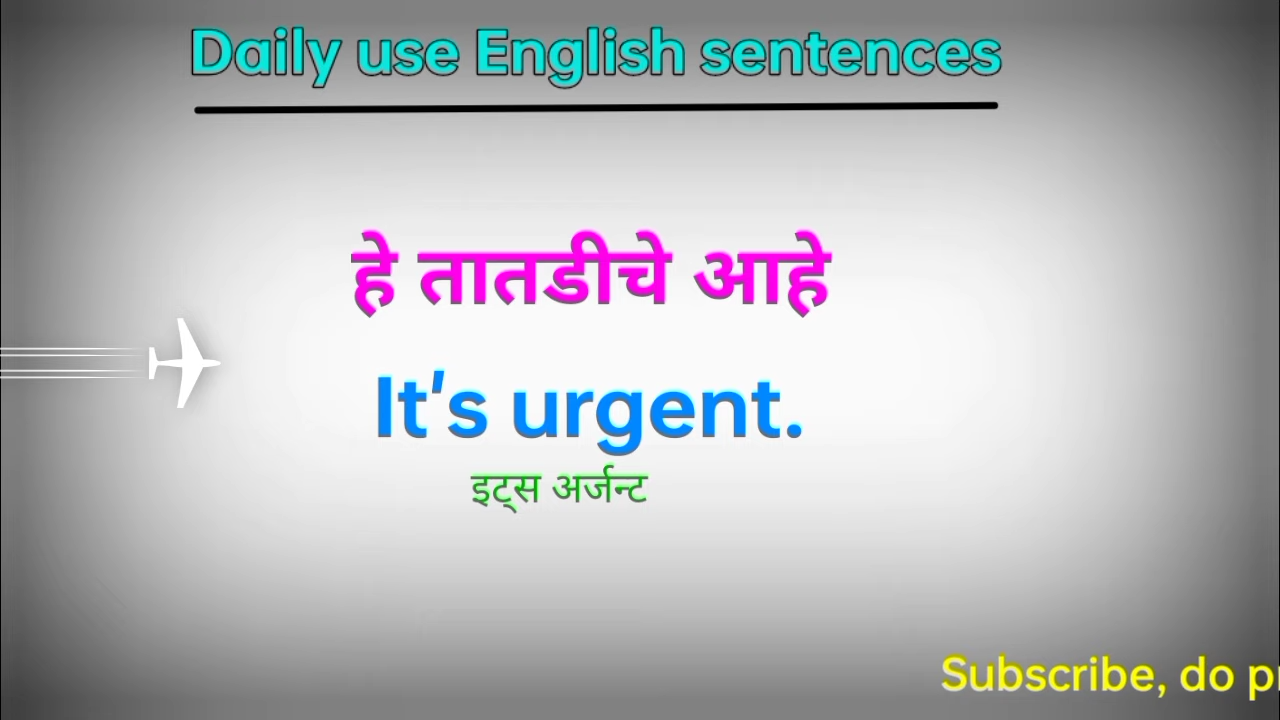 Daily use English sentences
हे तातडीचे आहे
It's urgent.
इट्स अर्जन्ट
Subscribe, do